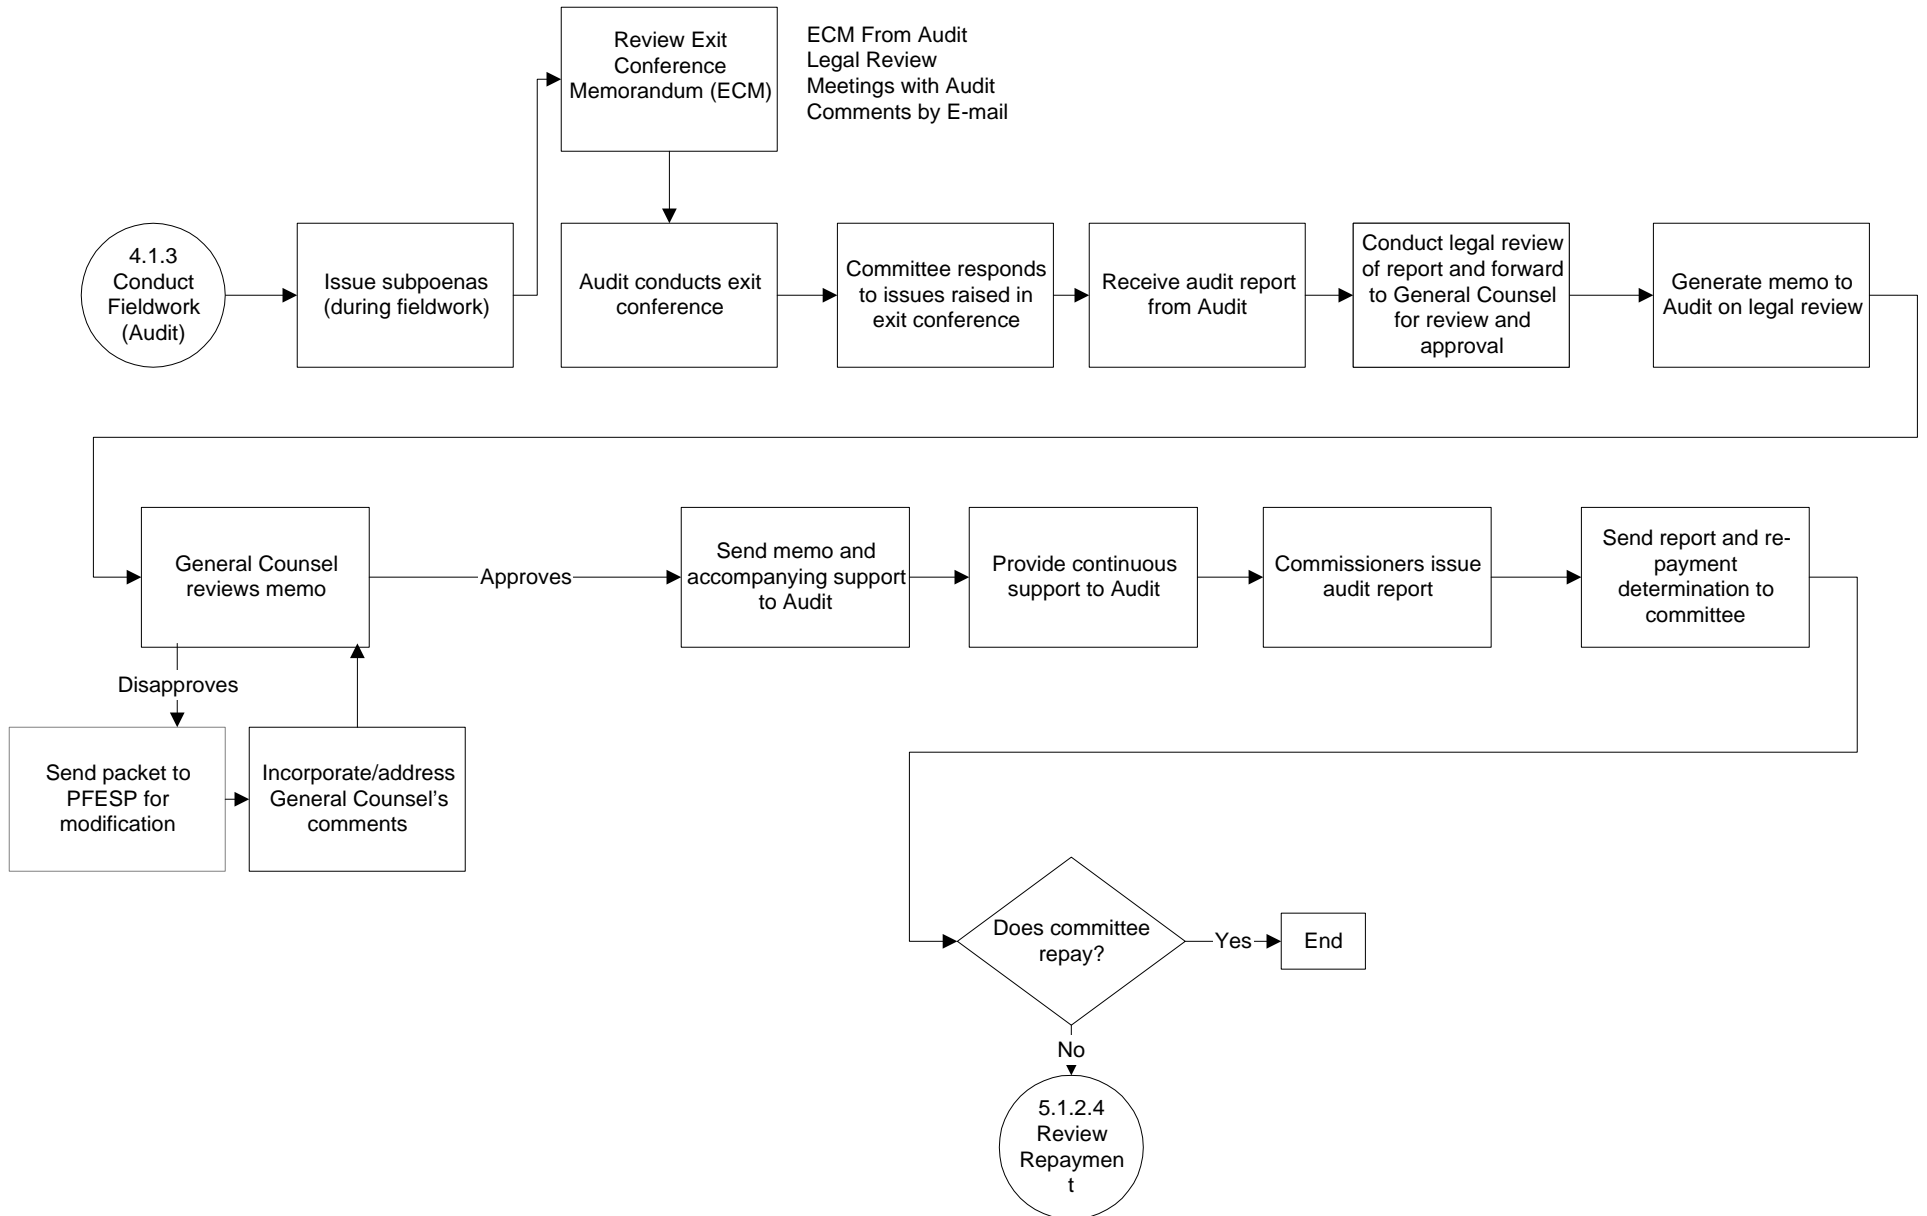 Review Exit
Conference
Memorandum (ECM)
ECM From Audit
Legal Review
Meetings with Audit
Comments by E-mail
4.1.3
Conduct
Fieldwork
(Audit)
Issue subpoenas
(during fieldwork)
Audit conducts exit
conference
Committee responds
to issues raised in
exit conference
Receive audit report
from Audit
Conduct legal review
of report and forward
to General Counsel
for review and
approval
Generate memo to
Audit on legal review
General Counsel
reviews memo
Approves
Send memo and
accompanying support
to Audit
Provide continuous
support to Audit
Commissioners issue
audit report
Send report and re-
payment
determination to
committee
Disapproves
Send packet to
PFESP for
modification
Incorporate/address
General Counsel’s
comments
Does committee
repay?
Yes
End
No
5.1.2.4
Review
Repaymen
t